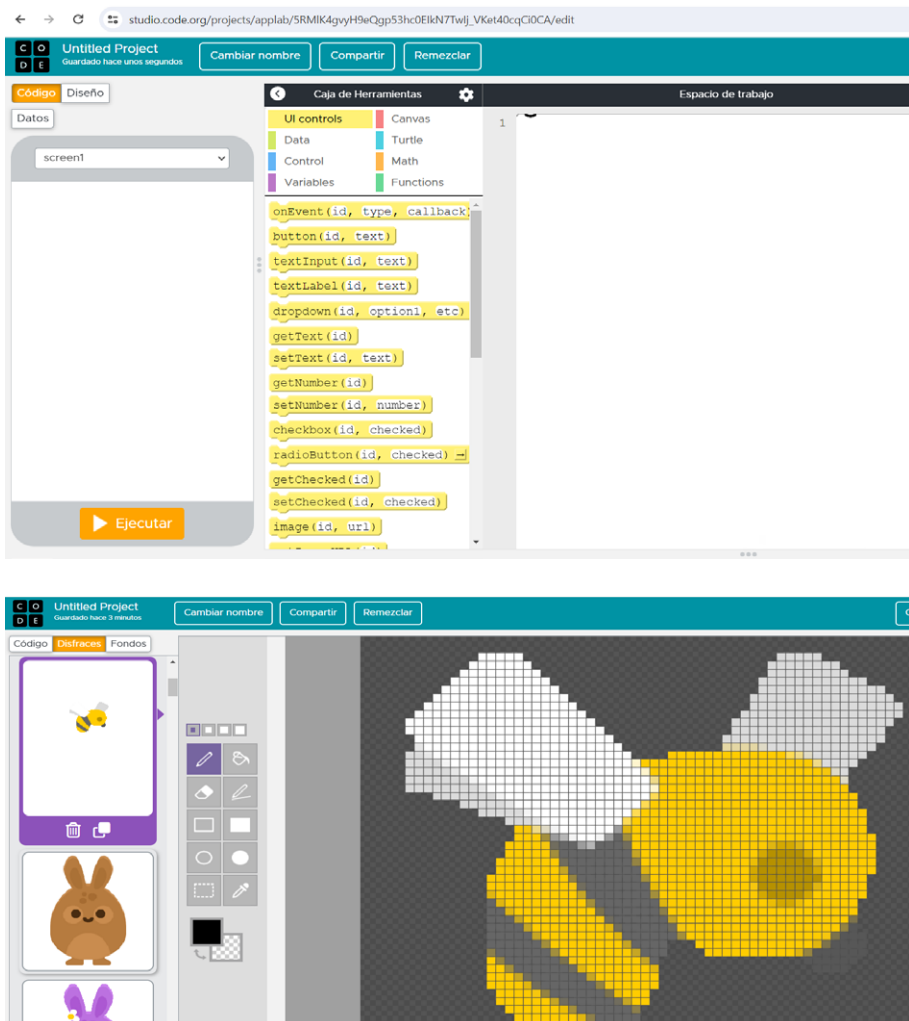 studio.code.org/projects/applab/5RMlK4gvyH9eQgp53hc0EIkN7Twlj_VKet40cqCi0CA/edit
C O D E
Untitled Project
Guardado hace unos segundos
Cambiar nombre Compartir Remezclar
Código Diseño
Datos
Caja de Herramientas
Espacio de trabajo
screen1
UI controls Canvas
Data Turtle
Control Math
Variables Functions
1
onEvent(id, type, callback)
button(id, text)
textInput(id, text)
textLabel(id, text)
dropdown(id, option1, etc)
getText(id)
setText(id, text)
getNumber(id)
setNumber(id, number)
checkbox(id, checked)
radioButton(id, checked)
getChecked(id)
setChecked(id, checked)
image(id, url)
Ejecutar
C O D E
Untitled Project
Guardado hace 3 minutos
Cambiar nombre Compartir Remezclar
Código Disfraces Fondos